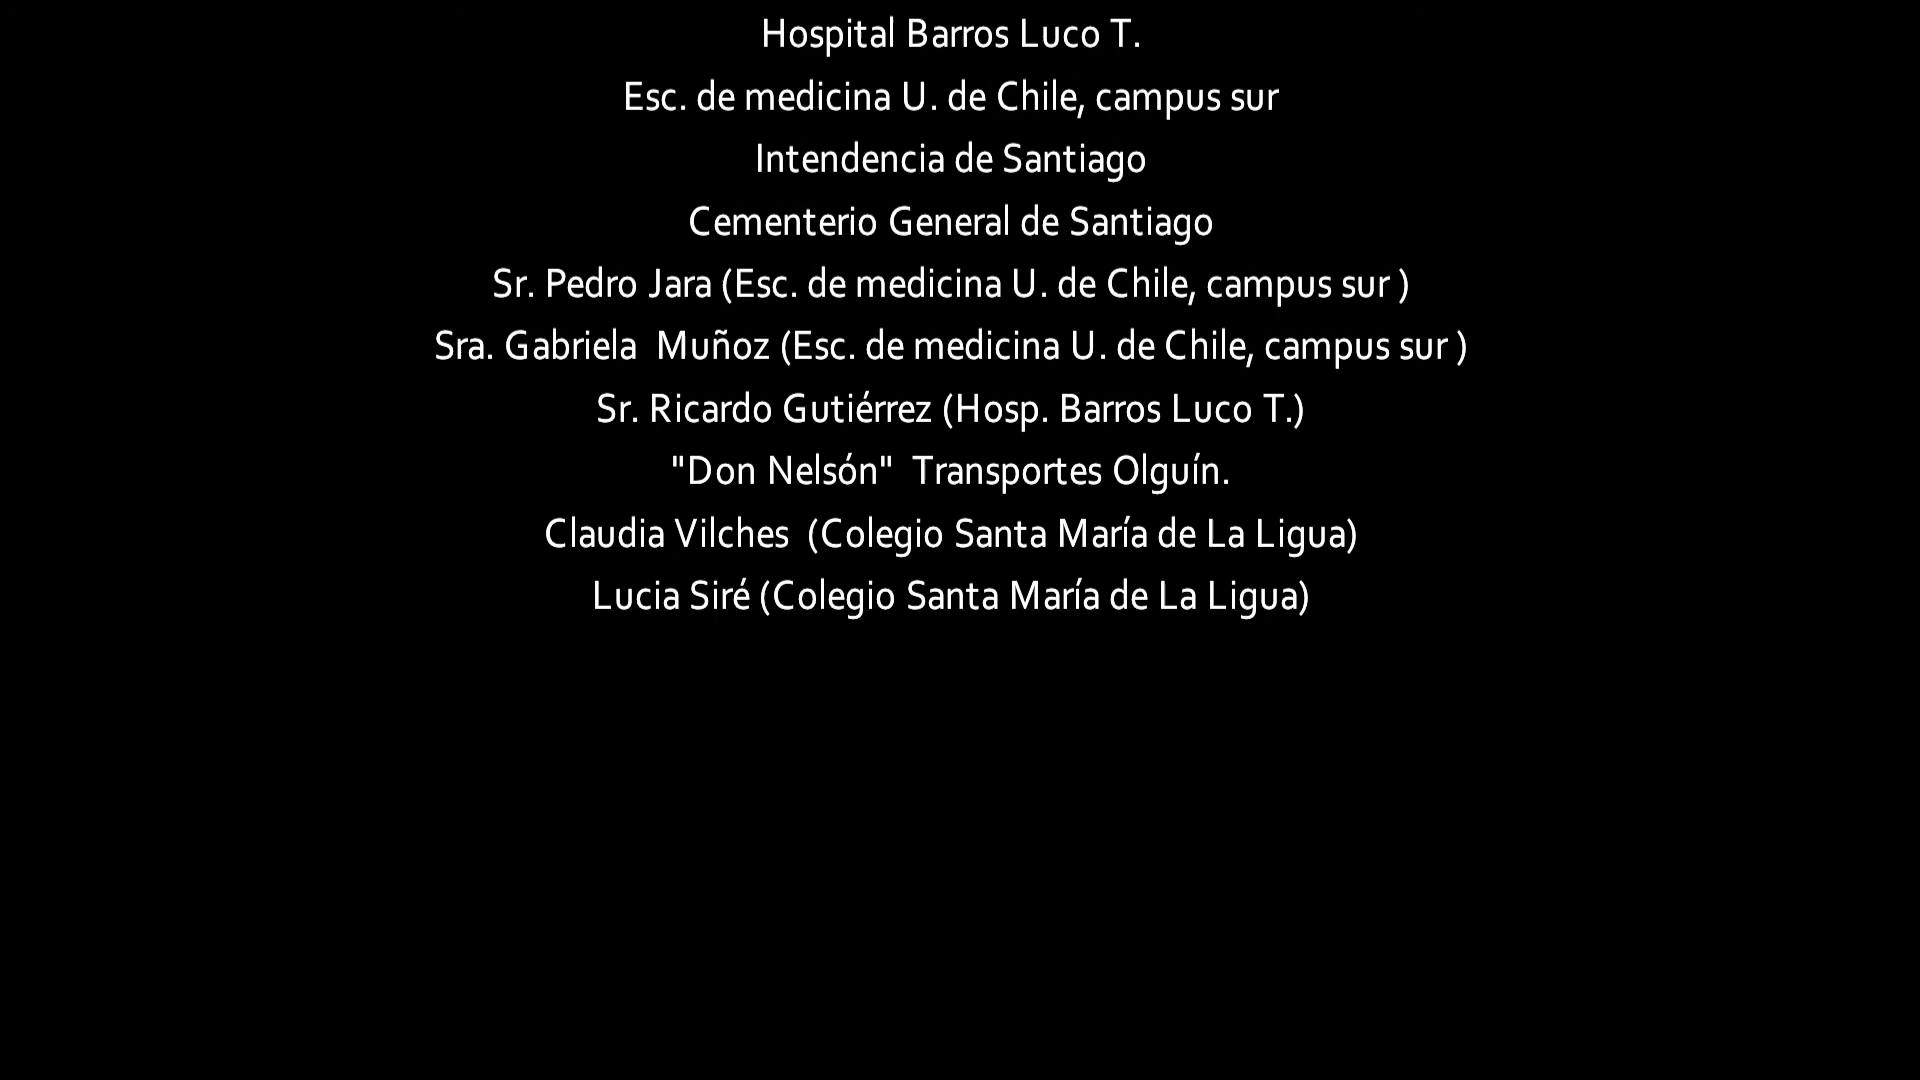 Hospital Barros Luco T.
Esc. de medicina U. de Chile, campus sur
Intendencia de Santiago
Cementerio General de Santiago
Sr. Pedro Jara (Esc. de medicina U. de Chile, campus sur )
Sra. Gabriela  Muñoz (Esc. de medicina U. de Chile, campus sur )
Sr. Ricardo Gutiérrez (Hosp. Barros Luco T.)
"Don Nelsón"  Transportes Olguín.
Claudia Vilches  (Colegio Santa María de La Ligua)
Lucia Siré (Colegio Santa María de La Ligua)